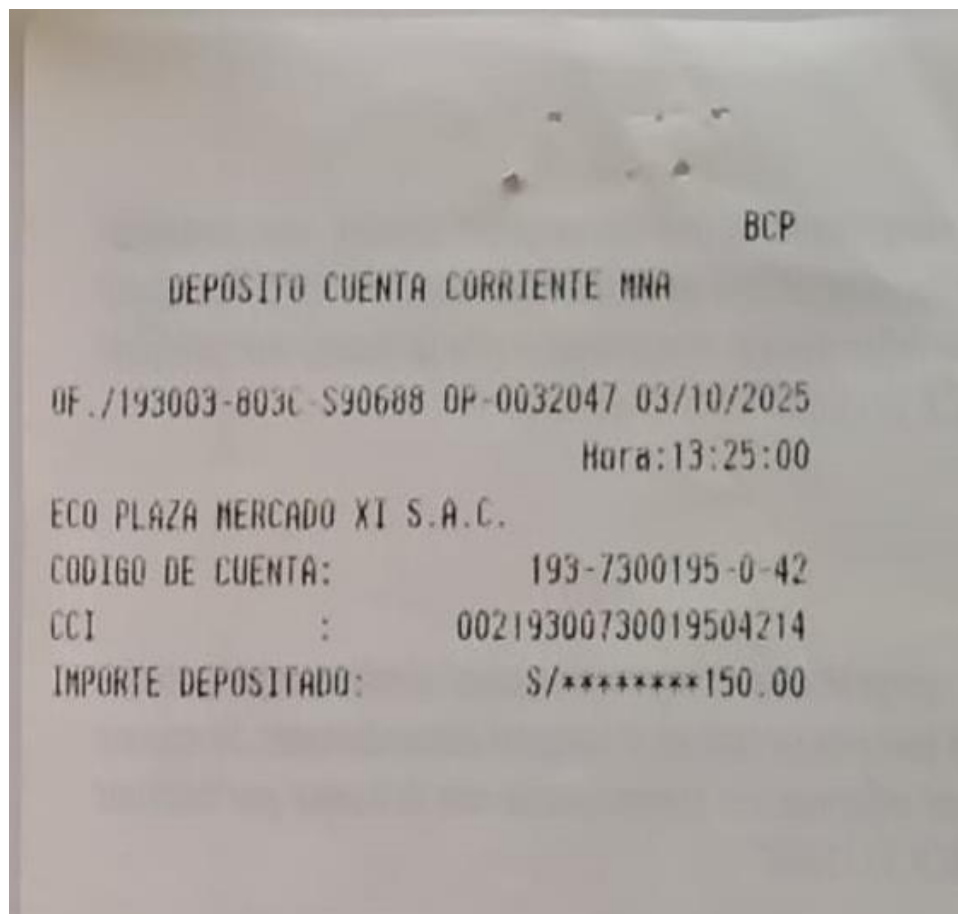 BCP
DEPOSITO CUENTA CORRIENTE MNA
OF./193003-803C-S90688 OP-0032047 03/10/2025
Hora:13:25:00
ECO PLAZA MERCADO XI S.A.C.
CODIGO DE CUENTA: 193-7300195-0-42
CCI : 00219300730019504214
IMPORTE DEPOSITADO: S/********150.00